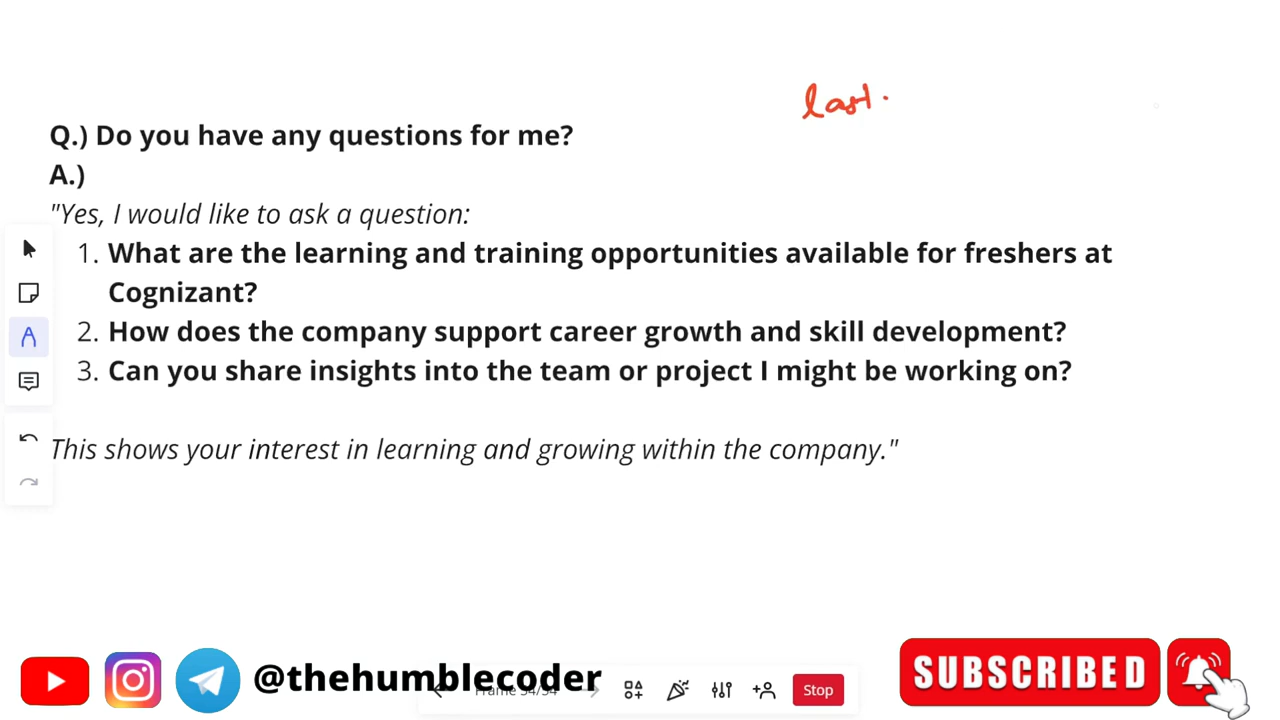 last.
Q.) Do you have any questions for me?
A.)
"Yes, I would like to ask a question:
1. What are the learning and training opportunities available for freshers at
Cognizant?
2. How does the company support career growth and skill development?
3. Can you share insights into the team or project I might be working on?
This shows your interest in learning and growing within the company."
@thehumblecoder
Frame 54/54
Stop
SUBSCRIBED